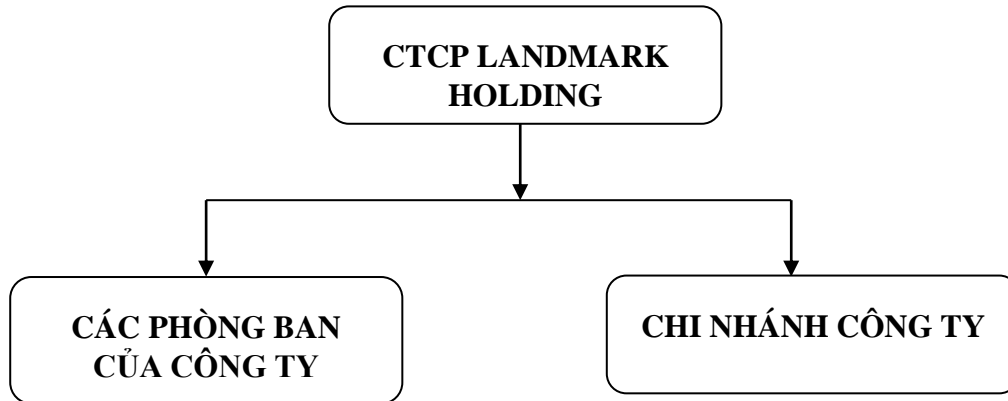 CTCP LANDMARK
HOLDING
CÁC PHÒNG BAN
CỦA CÔNG TY
CHI NHÁNH CÔNG TY